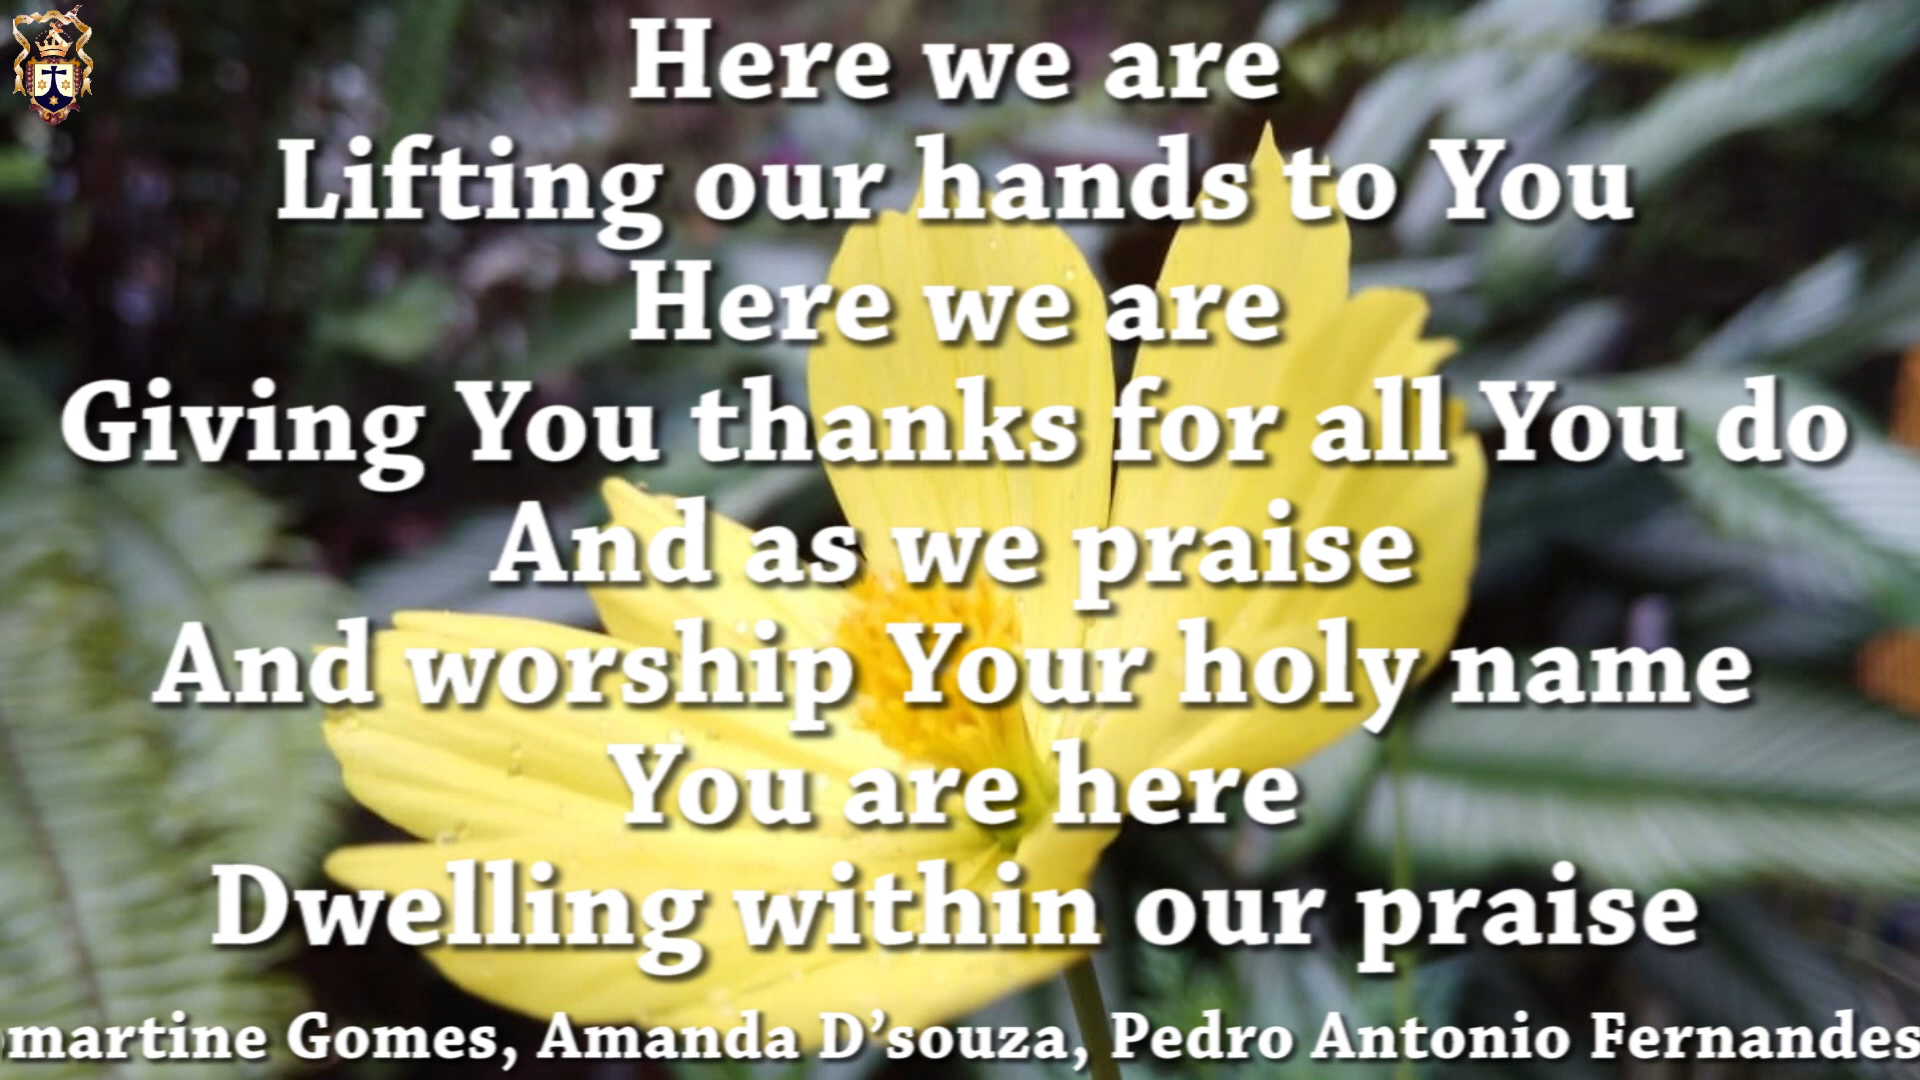 Here we are
Lifting our hands to You
Here we are
Giving You thanks for all You do
And as we praise
And worship Your holy name
You are here
Dwelling within our praise
martine Gomes, Amanda D’souza, Pedro Antonio Fernandes